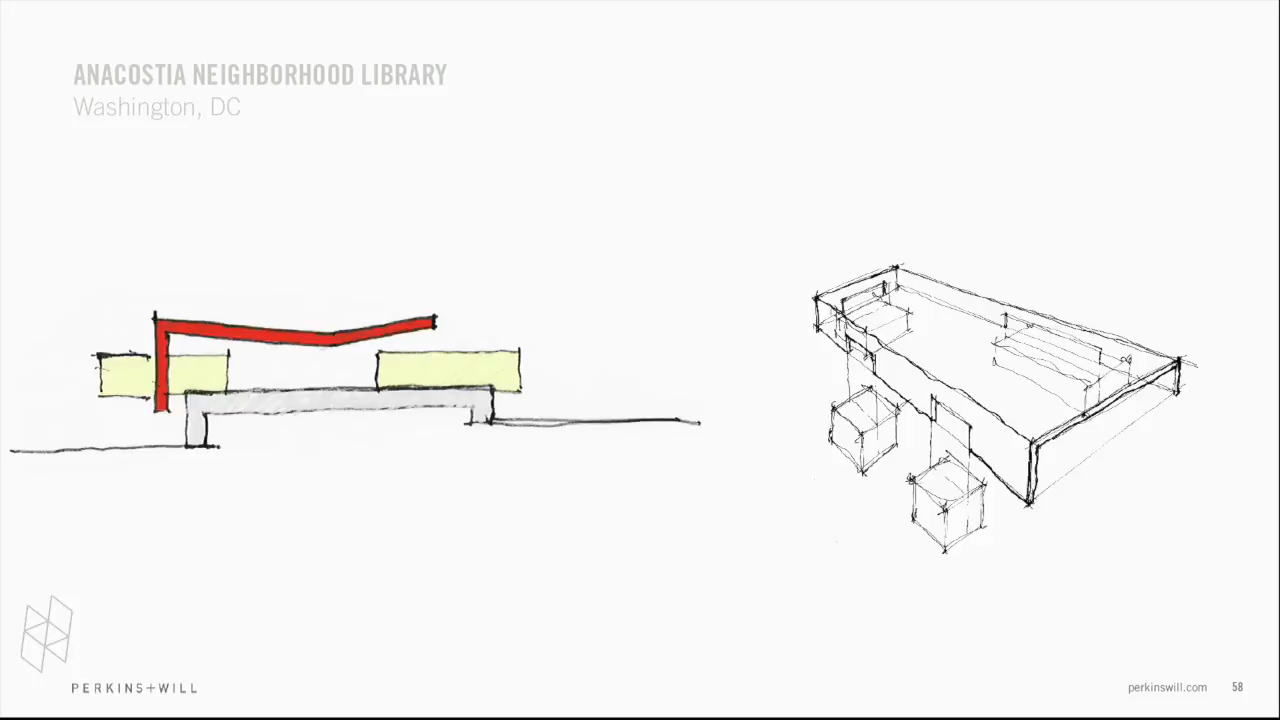 ANACOSTIA NEIGHBORHOOD LIBRARY
Washington, DC
PERKINS+WILL
perkinswill.com 58